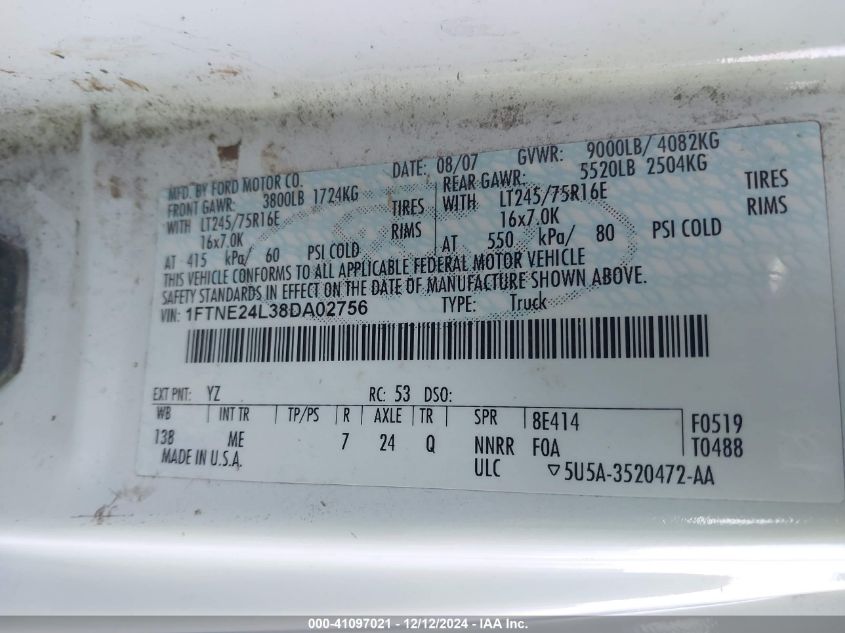 MFD. BY FORD MOTOR CO. DATE: 08/07 GVWR: 9000LB/ 4082KG
FRONT GAWR: 3800LB 1724KG REAR GAWR: 5520LB 2504KG
WITH LT245/75R16E TIRES WITH LT245/75R16E TIRES
16x7.0K RIMS 16x7.0K RIMS
AT 415 kPa/ 60 PSI COLD AT 550 kPa/ 80 PSI COLD
THIS VEHICLE CONFORMS TO ALL APPLICABLE FEDERAL MOTOR VEHICLE
SAFETY STANDARDS IN EFFECT ON THE DATE OF MANUFACTURE SHOWN ABOVE.
VIN: 1FTNE24L38DA02756 TYPE: Truck
EXT PNT: YZ RC: 53 DSO:
WB INT TR TP/PS R AXLE TR SPR 8E414 F0519
138 ME 7 24 Q NNRR F0A T0488
MADE IN U.S.A. ULC ▽5U5A-3520472-AA
000-41097021 - 12/12/2024 - IAA Inc.